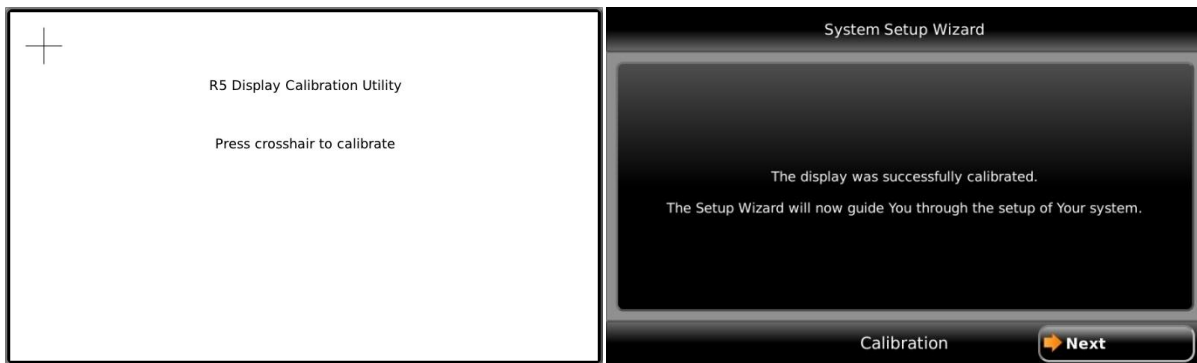 R5 Display Calibration Utility
Press crosshair to calibrate
System Setup Wizard
The display was successfully calibrated.
The Setup Wizard will now guide You through the setup of Your system.
Calibration
Next